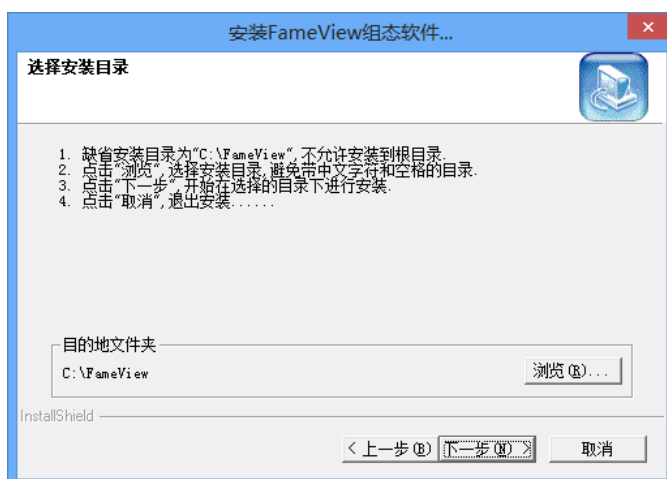 安装FameView组态软件...
选择安装目录
1. 缺省安装目录为"C:\FameView",不允许安装到根目录.
2. 点击"浏览",选择安装目录,避免带中文字符和空格的目录.
3. 点击"下一步",开始在选择的目录下进行安装.
4. 点击"取消",退出安装......
目的地文件夹
C:\FameView
浏览(R)...
InstallShield
< 上一步(B) 下一步(N) > 取消